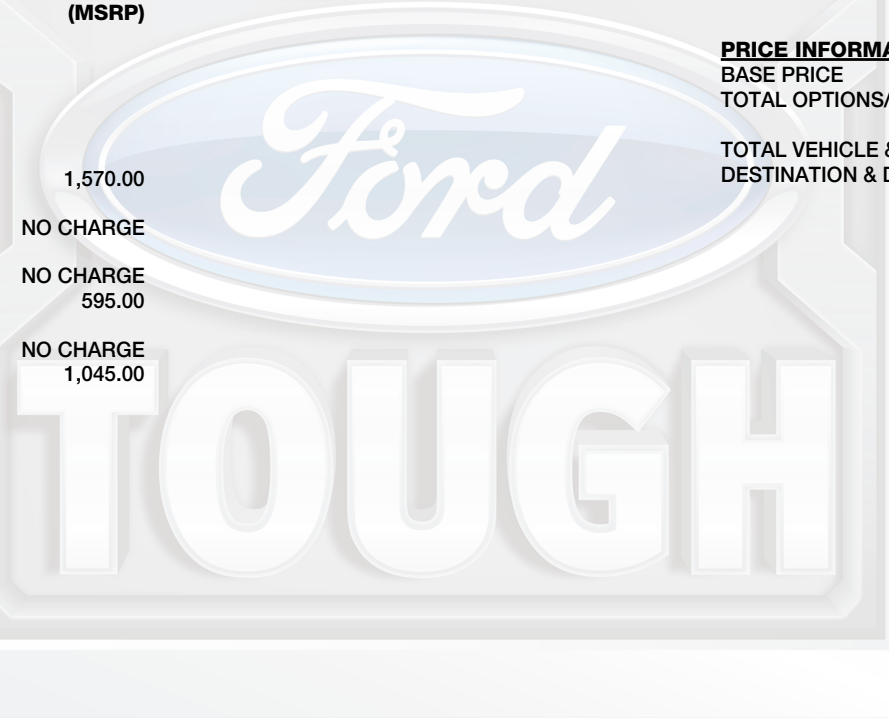 (MSRP)
1,570.00
NO CHARGE
NO CHARGE
595.00
NO CHARGE
1,045.00
PRICE INFORMA
BASE PRICE
TOTAL OPTIONS/
TOTAL VEHICLE &
DESTINATION & D
Ford
TOUGH